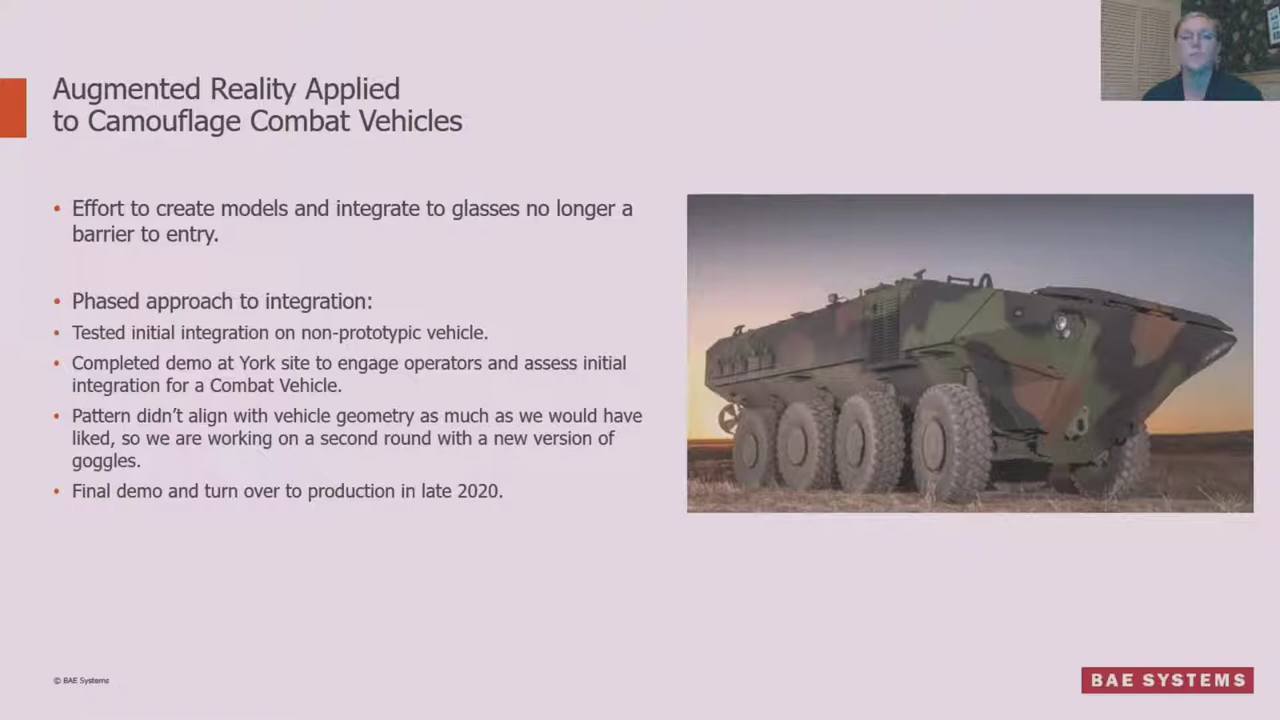 Augmented Reality Applied
to Camouflage Combat Vehicles
• Effort to create models and integrate to glasses no longer a
barrier to entry.
• Phased approach to integration:
• Tested initial integration on non-prototypic vehicle.
• Completed demo at York site to engage operators and assess initial
integration for a Combat Vehicle.
• Pattern didn’t align with vehicle geometry as much as we would have
liked, so we are working on a second round with a new version of
goggles.
• Final demo and turn over to production in late 2020.
© BAE Systems
BAE SYSTEMS